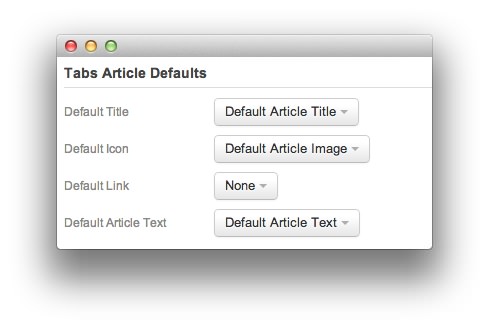 Tabs Article Defaults
Default Title Default Article Title
Default Icon Default Article Image
Default Link None
Default Article Text Default Article Text